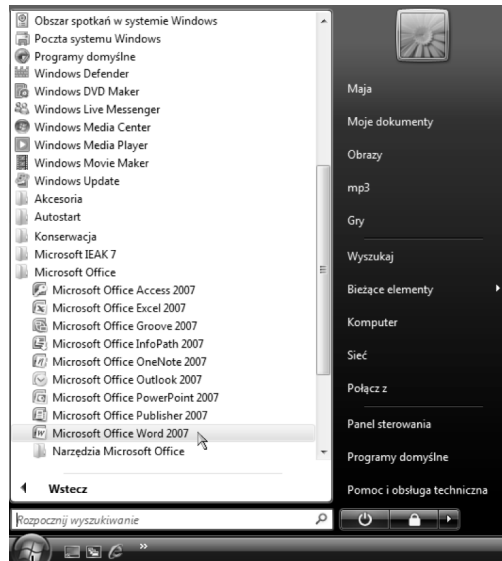 Obszar spotkań w systemie Windows
Poczta systemu Windows
Programy domyślne
Windows Defender
Windows DVD Maker
Windows Live Messenger
Windows Media Center
Windows Media Player
Windows Movie Maker
Windows Update
Akcesoria
Autostart
Konserwacja
Microsoft IEAK 7
Microsoft Office
Microsoft Office Access 2007
Microsoft Office Excel 2007
Microsoft Office Groove 2007
Microsoft Office InfoPath 2007
Microsoft Office OneNote 2007
Microsoft Office Outlook 2007
Microsoft Office PowerPoint 2007
Microsoft Office Publisher 2007
Microsoft Office Word 2007
Narzędzia Microsoft Office
Wstecz
Rozpocznij wyszukiwanie
Maja
Moje dokumenty
Obrazy
mp3
Gry
Wyszukaj
Bieżące elementy
Komputer
Sieć
Połącz z
Panel sterowania
Programy domyślne
Pomoc i obsługa techniczna